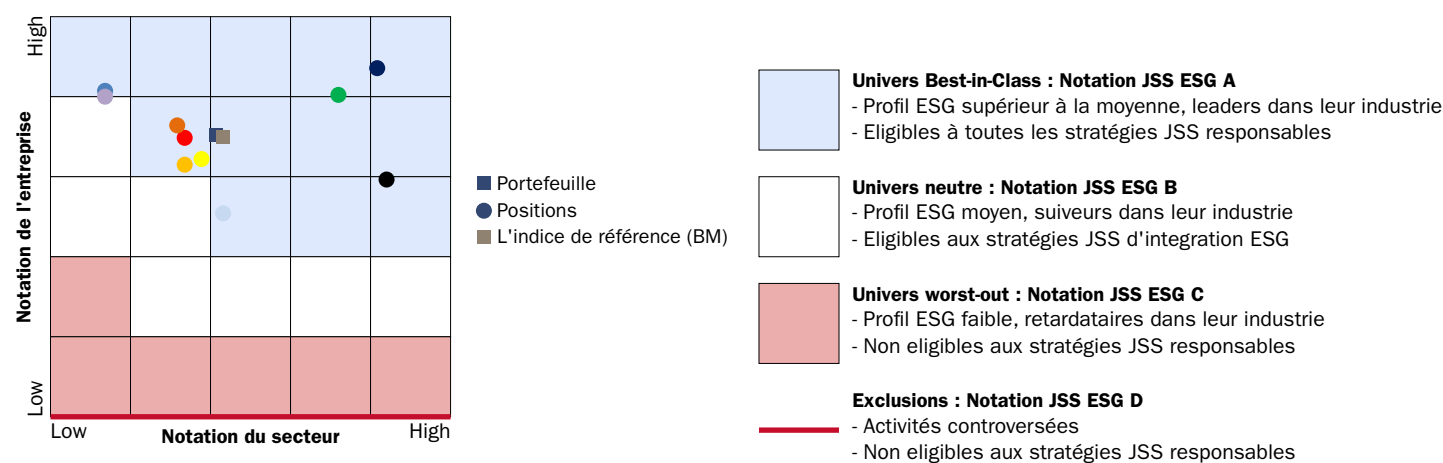 High
Notation de l'entreprise
Low
Low
Notation du secteur
High
Portefeuille
Positions
L'indice de référence (BM)
Univers Best-in-Class : Notation JSS ESG A
- Profil ESG supérieur à la moyenne, leaders dans leur industrie
- Eligibles à toutes les stratégies JSS responsables
Univers neutre : Notation JSS ESG B
- Profil ESG moyen, suiveurs dans leur industrie
- Eligibles aux stratégies JSS d'integration ESG
Univers worst-out : Notation JSS ESG C
- Profil ESG faible, retardataires dans leur industrie
- Non eligibles aux stratégies JSS responsables
Exclusions : Notation JSS ESG D
- Activités controversées
- Non eligibles aux stratégies JSS responsables